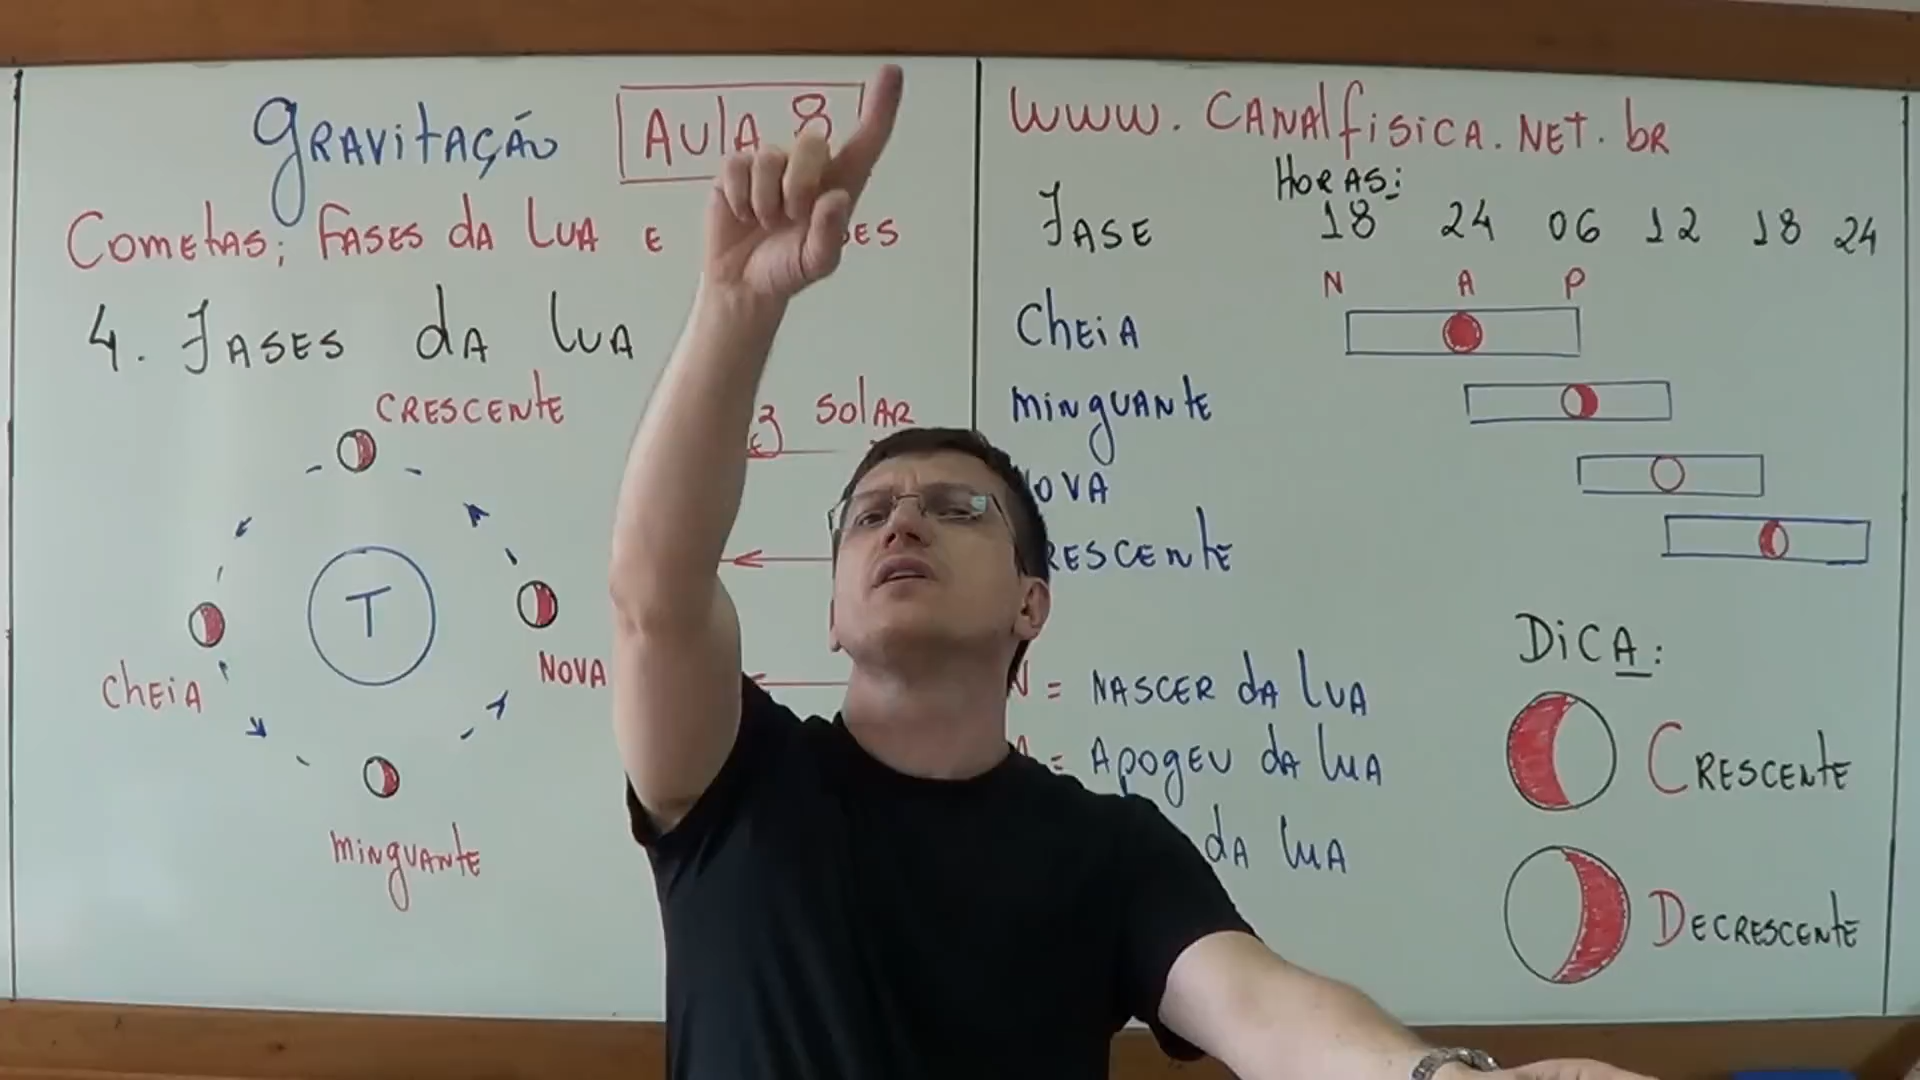 Gravitação
Aula 8
Cometas; Fases da Lua e
4. Fases da Lua
Crescente
Solar
T
Cheia
Nova
Minguante
www.canalfisica.net.br
Horas:
Fase 18 24 06 12 18 24
N A P
Cheia
Minguante
ova
rescente
N = Nascer da Lua
A = Apogeu da Lua
da Lua
Dica:
Crescente
Decrescente